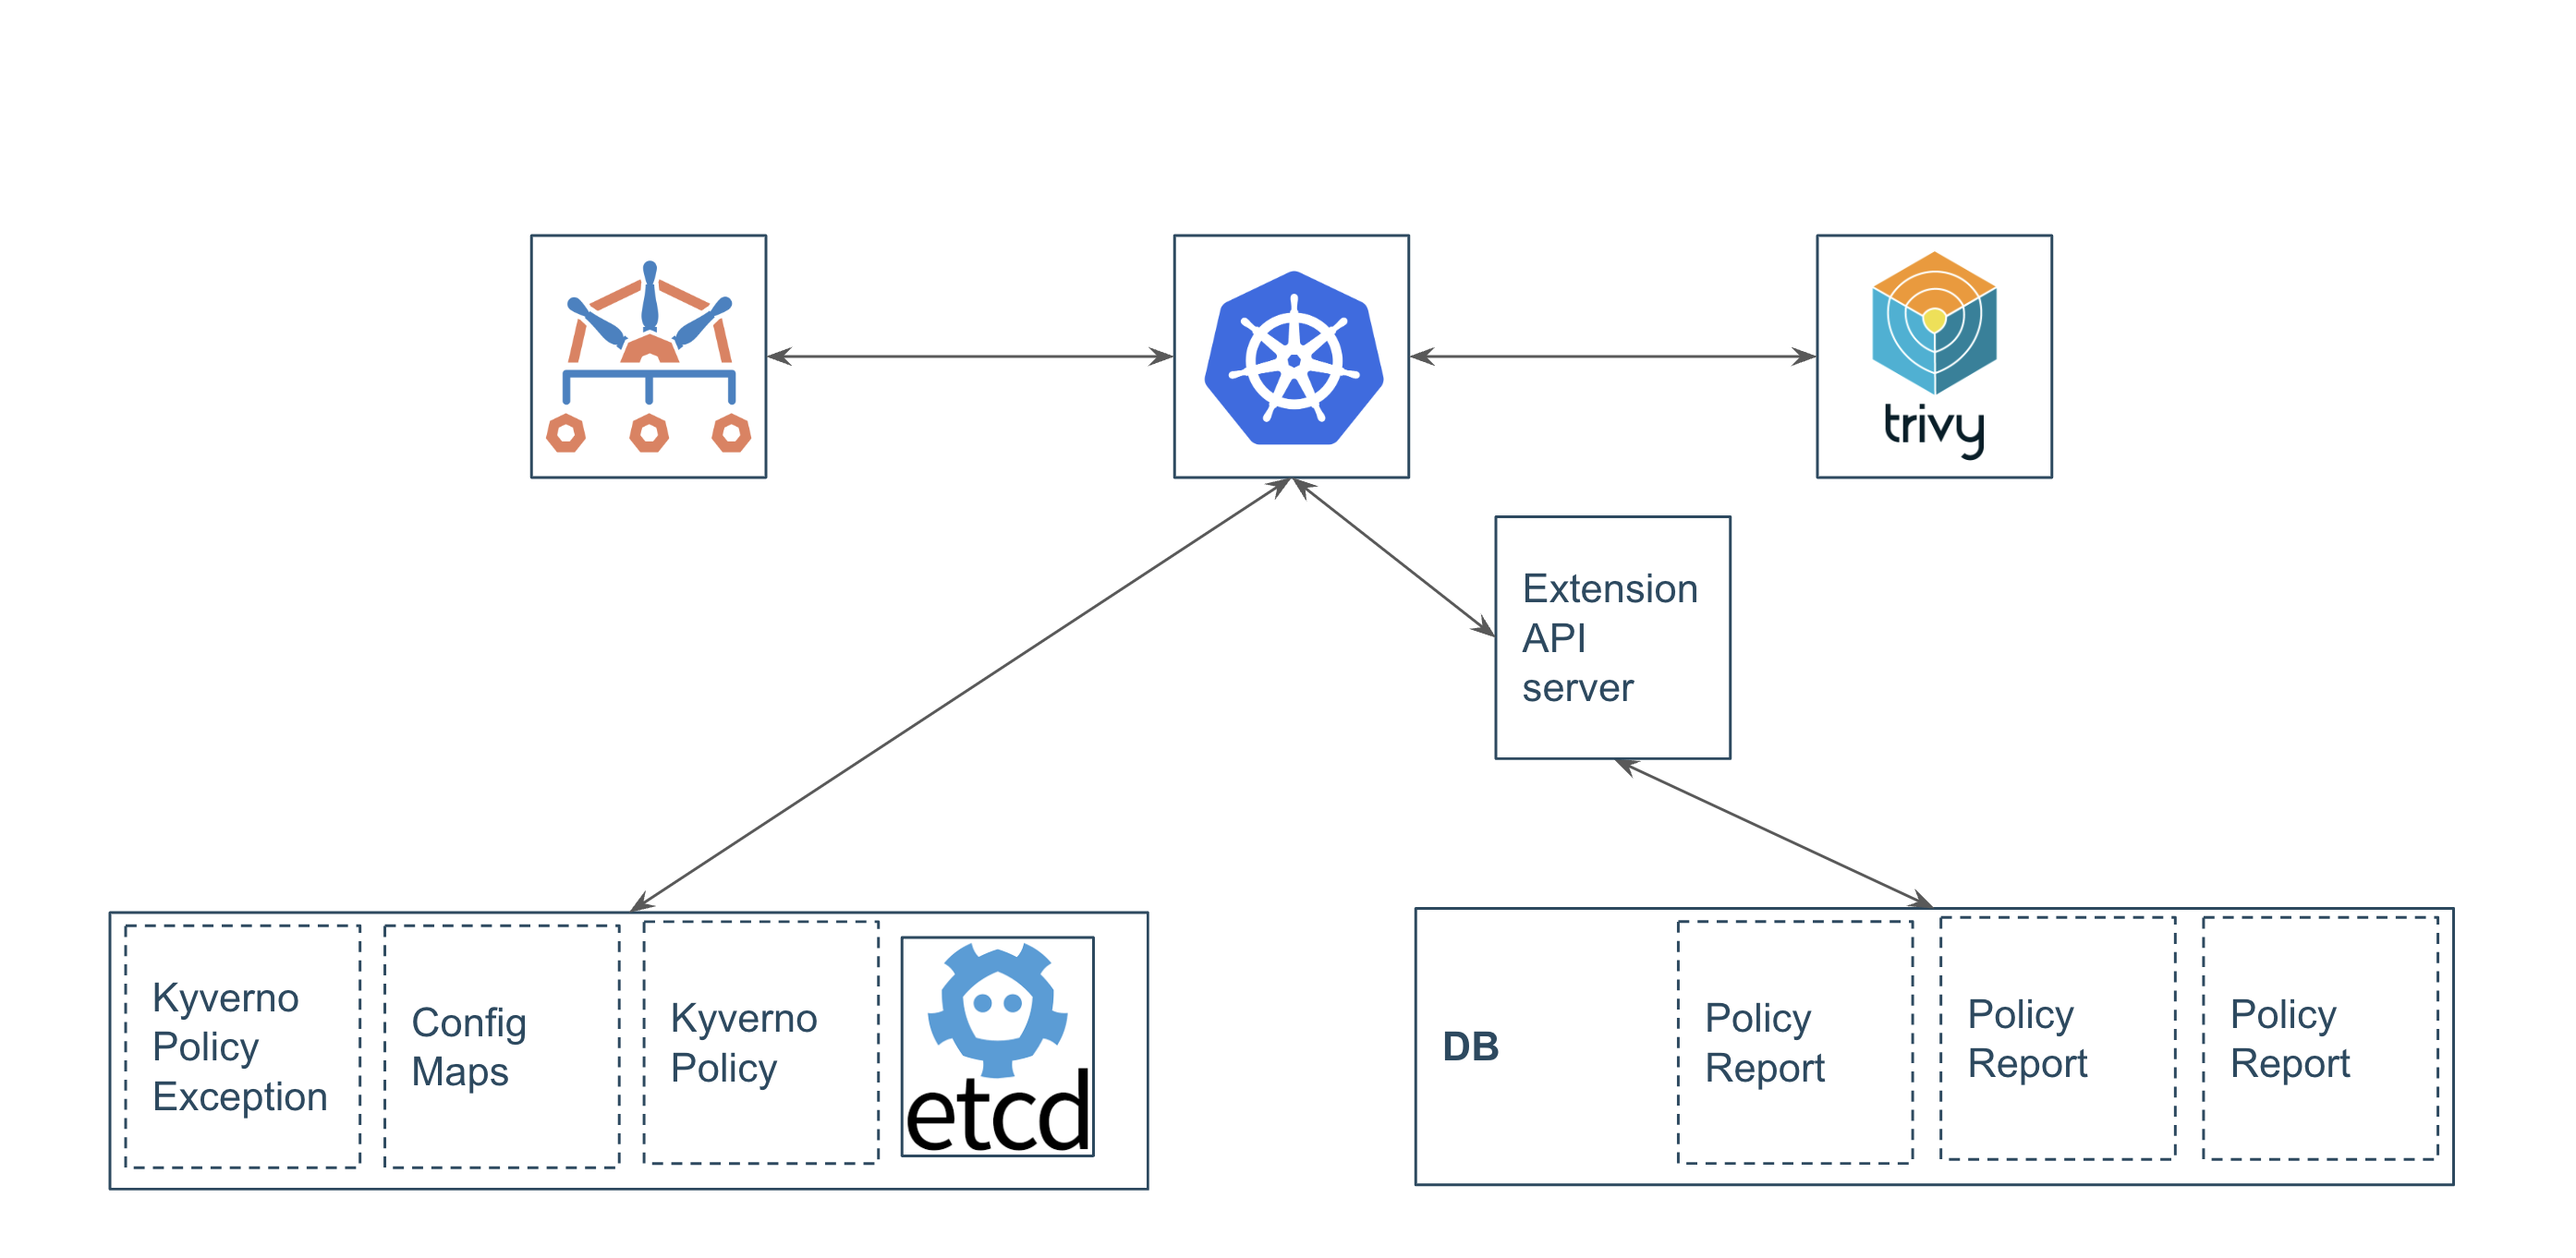 trivy
Extension
API
server
Kyverno
Policy
Exception
Config
Maps
Kyverno
Policy
etcd
DB
Policy
Report
Policy
Report
Policy
Report